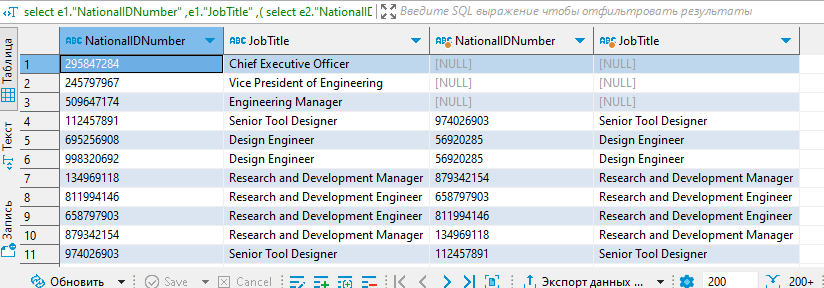 select e1."NationalIDNumber" ,e1."JobTitle" ,( select e2."NationalID Введите SQL выражение чтобы отфильтровать результаты
Таблица
Текст
Запись
ABC NationalIDNumber ABC JobTitle ABC NationalIDNumber ABC JobTitle
1 295847284 Chief Executive Officer [NULL] [NULL]
2 245797967 Vice President of Engineering [NULL] [NULL]
3 509647174 Engineering Manager [NULL] [NULL]
4 112457891 Senior Tool Designer 974026903 Senior Tool Designer
5 695256908 Design Engineer 56920285 Design Engineer
6 998320692 Design Engineer 56920285 Design Engineer
7 134969118 Research and Development Manager 879342154 Research and Development Manager
8 811994146 Research and Development Engineer 658797903 Research and Development Engineer
9 658797903 Research and Development Engineer 811994146 Research and Development Engineer
10 879342154 Research and Development Manager 134969118 Research and Development Manager
11 974026903 Senior Tool Designer 112457891 Senior Tool Designer
Обновить Save Cancel Экспорт данных ... 200 200+